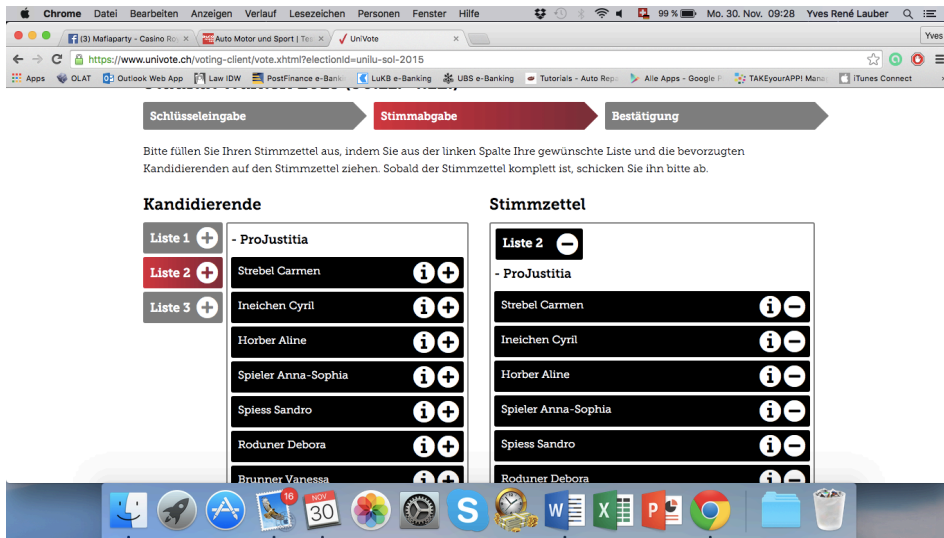 Chrome Datei Bearbeiten Anzeigen Verlauf Lesezeichen Personen Fenster Hilfe 99 % Mo. 30. Nov. 09:28 Yves René Lauber
(3) Mafiaparty - Casino Ro Auto Motor und Sport | Tes UniVote Yves
https://www.univote.ch/voting-client/vote.xhtml?electionId=unilu-sol-2015
Apps OLAT Outlook Web App Law IDW PostFinance e-Banki LuKB e-Banking UBS e-Banking Tutorials - Auto Repa Alle Apps - Google P TAKEyourAPP! Mana iTunes Connect
Schlüsseleingabe Stimmabgabe Bestätigung
Bitte füllen Sie Ihren Stimmzettel aus, indem Sie aus der linken Spalte Ihre gewünschte Liste und die bevorzugten
Kandidierenden auf den Stimmzettel ziehen. Sobald der Stimmzettel komplett ist, schicken Sie ihn bitte ab.
Kandidierende
Liste 1
Liste 2
Liste 3
- ProJustitia
Strebel Carmen
Ineichen Cyril
Horber Aline
Spieler Anna-Sophia
Spiess Sandro
Roduner Debora
Brunner Vanessa
Stimmzettel
Liste 2
- ProJustitia
Strebel Carmen
Ineichen Cyril
Horber Aline
Spieler Anna-Sophia
Spiess Sandro
Roduner Debora
16
NOV
30